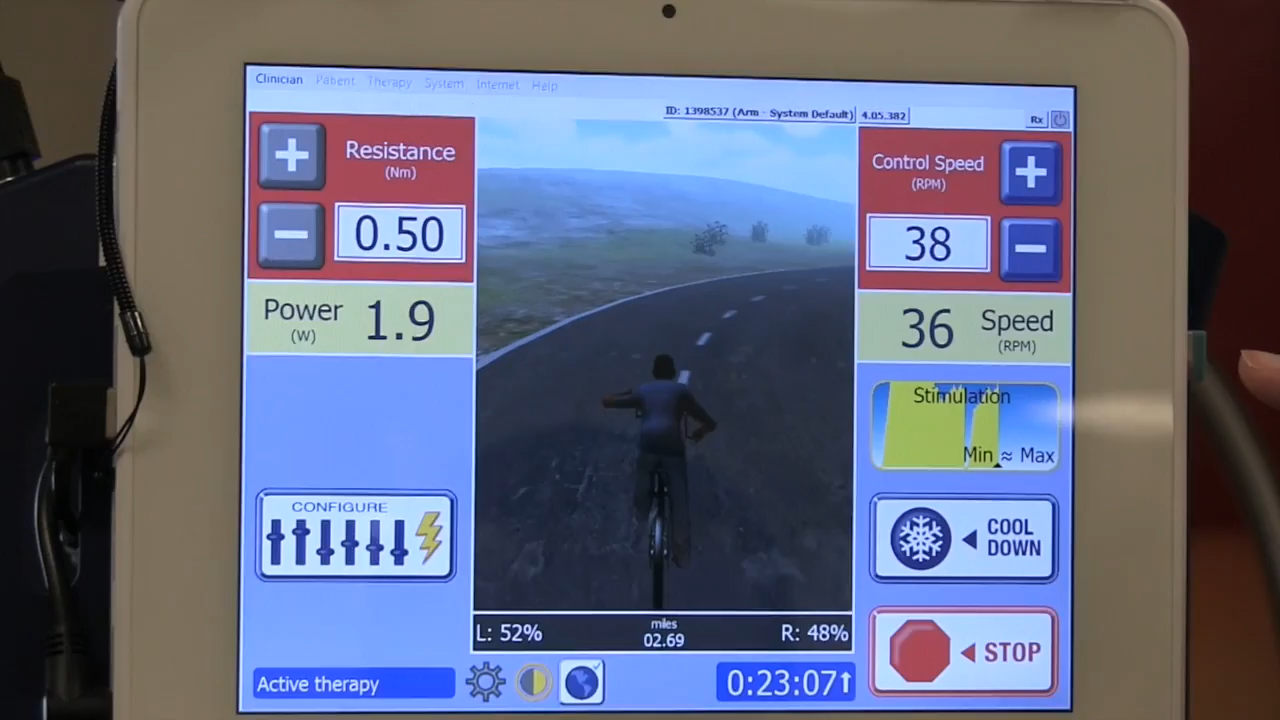 Clinician Patient Therapy System Internet Help
ID: 1398537 (Arm - System Default) 4.05.382
Rx
Resistance
(Nm)
0.50
Power
(W)
1.9
CONFIGURE
Active therapy
L: 52%
miles
02.69
R: 48%
0:23:07
Control Speed
(RPM)
38
36
Speed
(RPM)
Stimulation
Min ≈ Max
COOL
DOWN
STOP